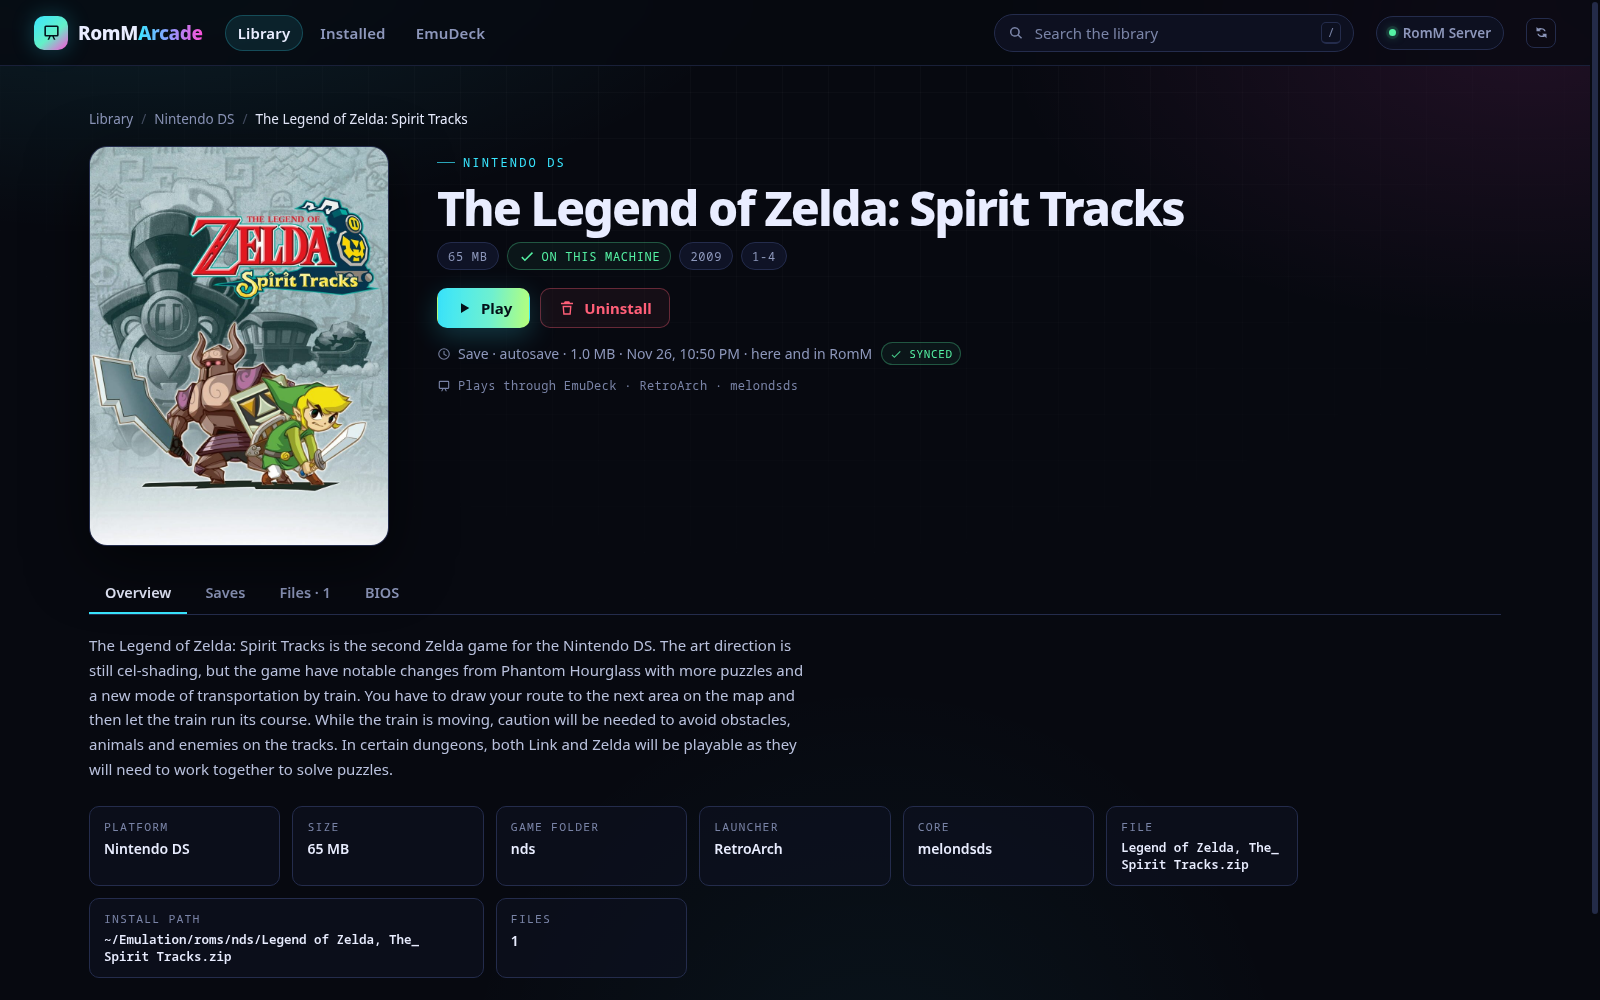 RomMArcade
Library
Installed
EmuDeck
Search the library
/
RomM Server
Library / Nintendo DS / The Legend of Zelda: Spirit Tracks
THE LEGEND OF
ZELDA
Spirit Tracks
NINTENDO DS
The Legend of Zelda: Spirit Tracks
65 MB
ON THIS MACHINE
2009
1-4
Play
Uninstall
Save · autosave · 1.0 MB · Nov 26, 10:50 PM · here and in RomM
SYNCED
Plays through EmuDeck · RetroArch · melondsds
Overview
Saves
Files · 1
BIOS
The Legend of Zelda: Spirit Tracks is the second Zelda game for the Nintendo DS. The art direction is
still cel-shading, but the game have notable changes from Phantom Hourglass with more puzzles and
a new mode of transportation by train. You have to draw your route to the next area on the map and
then let the train run its course. While the train is moving, caution will be needed to avoid obstacles,
animals and enemies on the tracks. In certain dungeons, both Link and Zelda will be playable as they
will need to work together to solve puzzles.
PLATFORM
Nintendo DS
SIZE
65 MB
GAME FOLDER
nds
LAUNCHER
RetroArch
CORE
melondsds
FILE
Legend of Zelda, The_
Spirit Tracks.zip
INSTALL PATH
~/Emulation/roms/nds/Legend of Zelda, The_
Spirit Tracks.zip
FILES
1